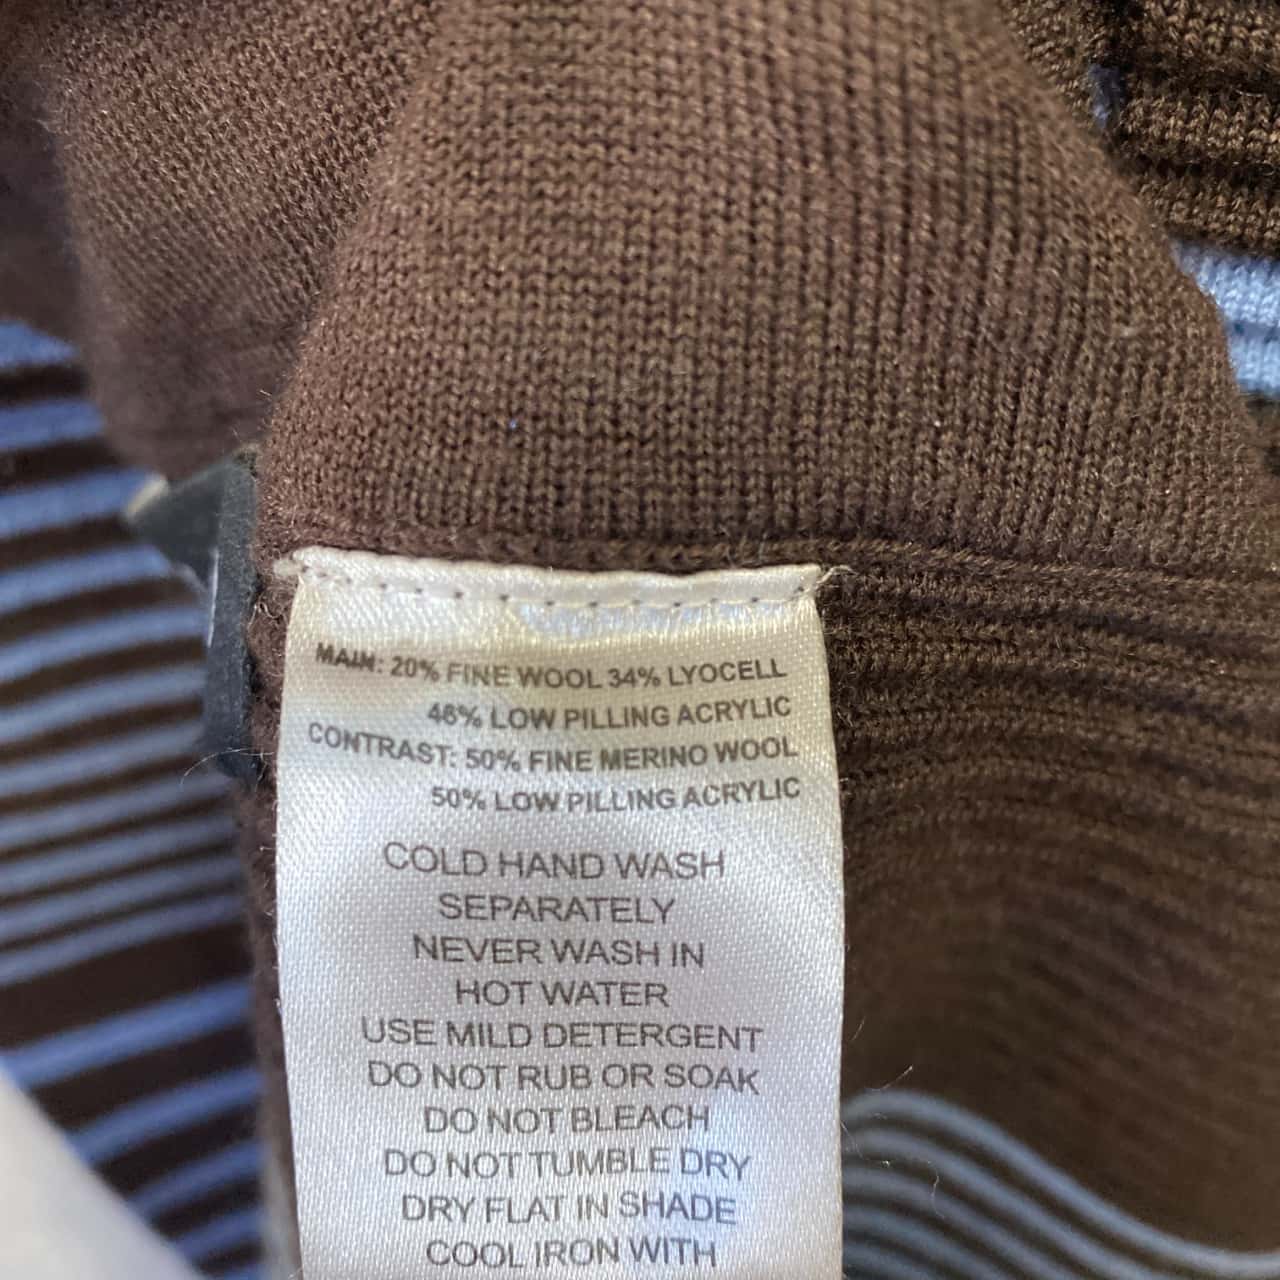 MAIN: 20% FINE WOOL 34% LYOCELL
46% LOW PILLING ACRYLIC
CONTRAST: 50% FINE MERINO WOOL
50% LOW PILLING ACRYLIC
COLD HAND WASH
SEPARATELY
NEVER WASH IN
HOT WATER
USE MILD DETERGENT
DO NOT RUB OR SOAK
DO NOT BLEACH
DO NOT TUMBLE DRY
DRY FLAT IN SHADE
COOL IRON WITH